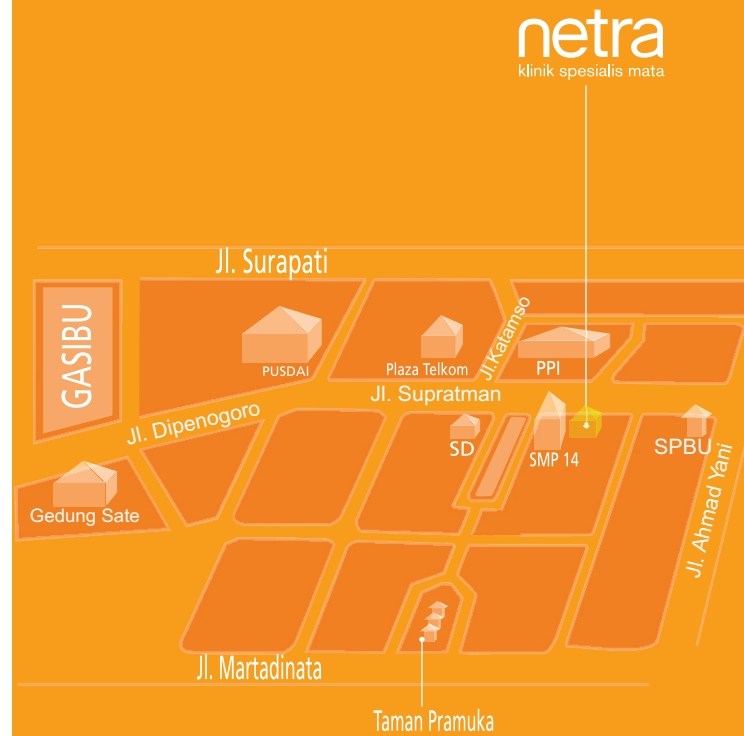 netra
klinik spesialis mata
Jl. Surapati
GASIBU
PUSDAI
Plaza Telkom
Jl.Katamso
PPI
Jl. Supratman
Jl. Dipenogoro
SD
SMP 14
SPBU
Gedung Sate
Jl. Ahmad Yani
Jl. Martadinata
Taman Pramuka